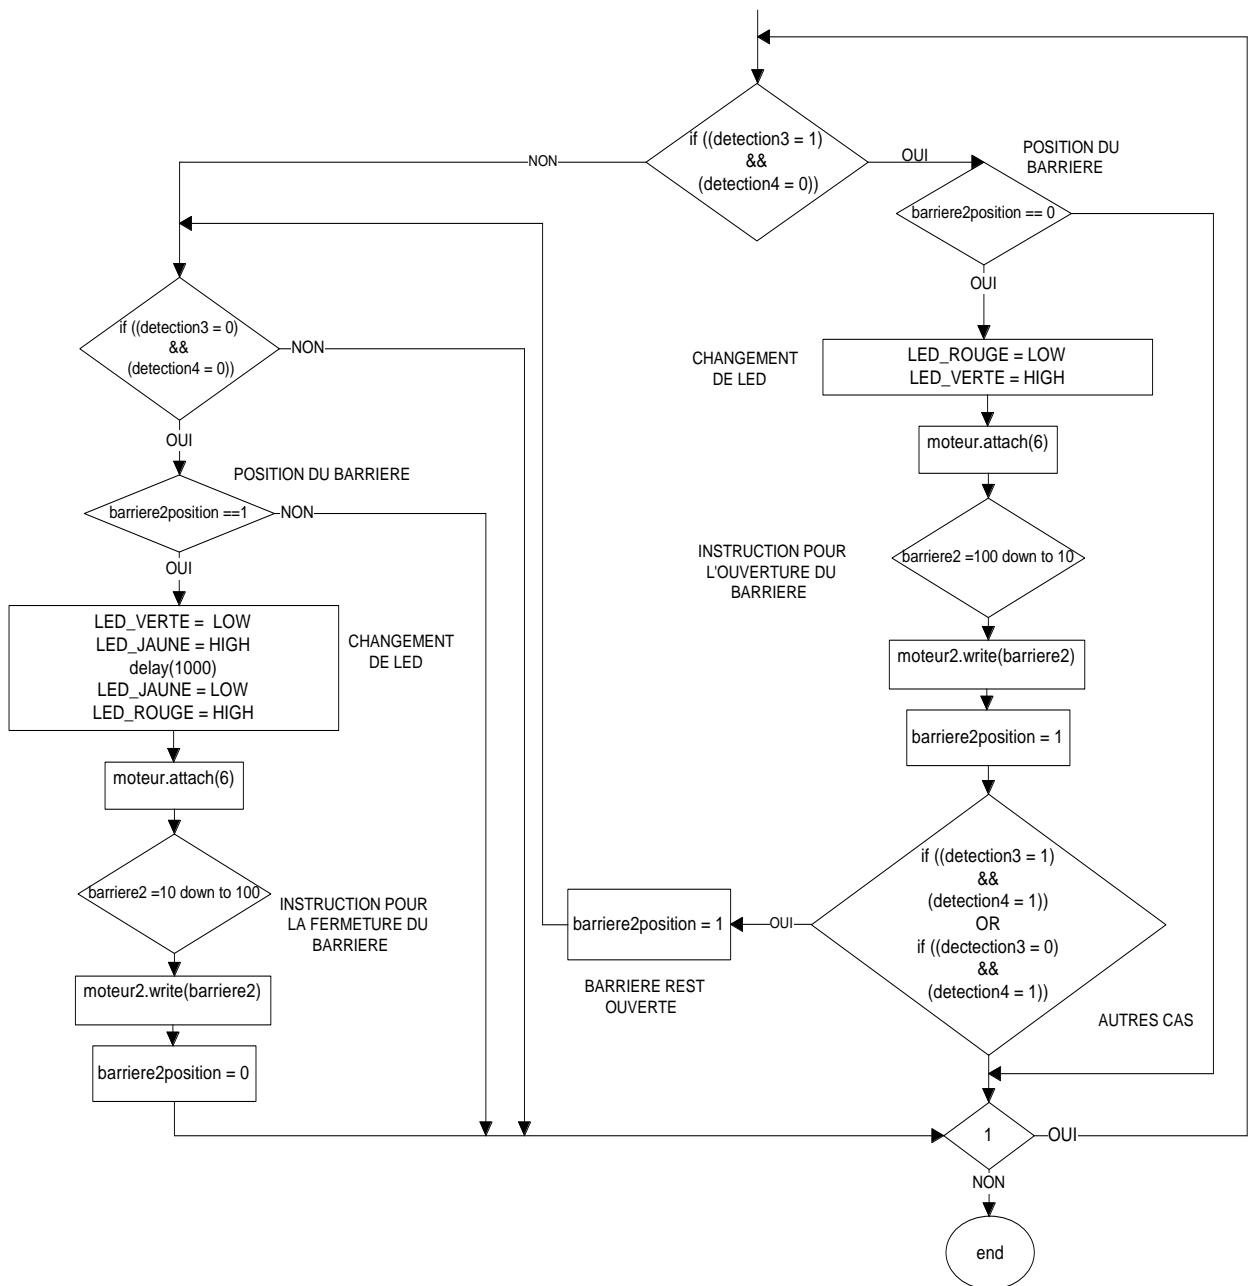 if ((detection3 = 1)
&&
(detection4 = 0))
NON
OUI
POSITION DU
BARRIERE
barriere2position == 0
OUI
LED_ROUGE = LOW
LED_VERTE = HIGH
CHANGEMENT
DE LED
moteur.attach(6)
barriere2 =100 down to 10
INSTRUCTION POUR
L'OUVERTURE DU
BARRIERE
moteur2.write(barriere2)
barriere2position = 1
if ((detection3 = 1)
&&
(detection4 = 1))
OR
if ((dectection3 = 0)
&&
(detection4 = 1))
OUI
barriere2position = 1
BARRIERE REST
OUVERTE
AUTRES CAS
if ((detection3 = 0)
&&
(detection4 = 0))
NON
OUI
POSITION DU BARRIERE
barriere2position ==1
NON
OUI
LED_VERTE = LOW
LED_JAUNE = HIGH
delay(1000)
LED_JAUNE = LOW
LED_ROUGE = HIGH
CHANGEMENT
DE LED
moteur.attach(6)
barriere2 =10 down to 100
INSTRUCTION POUR
LA FERMETURE DU
BARRIERE
moteur2.write(barriere2)
barriere2position = 0
1
OUI
NON
end